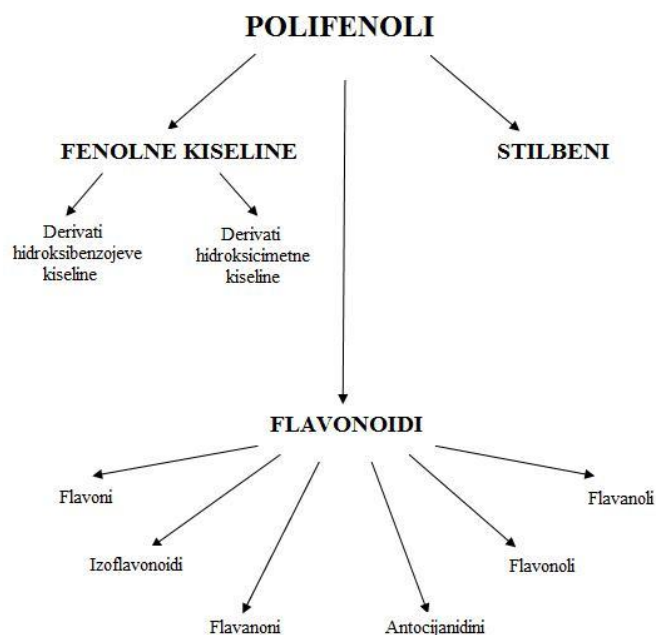 POLIFENOLI
FENOLNE KISELINE
STILBENI
Derivati
hidroksibenzojeve
kiseline
Derivati
hidroksicimetne
kiseline
FLAVONOIDI
Flavoni
Flavanoli
Izoflavonoidi
Flavonoli
Flavanoni
Antocijanidini